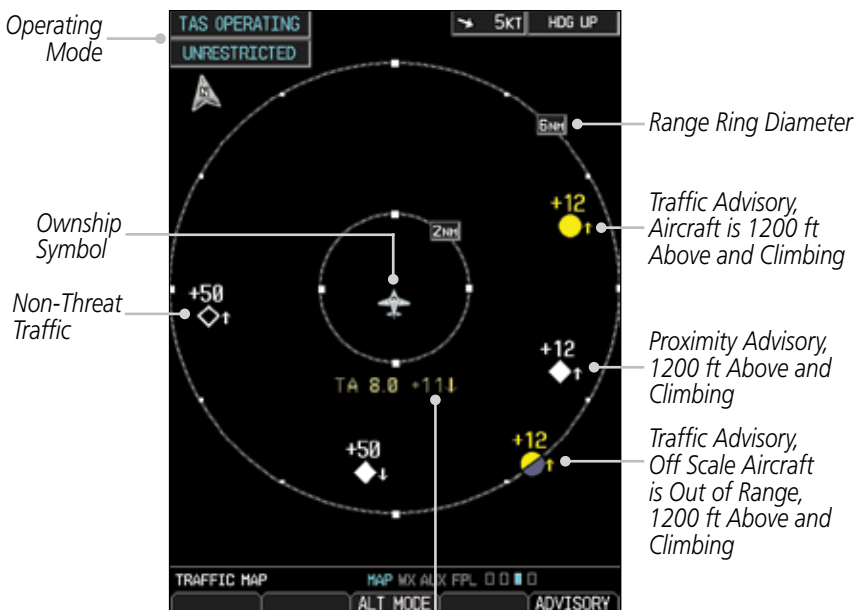 Operating
Mode
TAS OPERATING
UNRESTRICTED
5KT
HDG UP
N
6NM
Range Ring Diameter
+12
Traffic Advisory,
Aircraft is 1200 ft
Above and Climbing
Ownship
Symbol
2NM
Non-Threat
Traffic
+50
+12
Proximity Advisory,
1200 ft Above and
Climbing
TA 8.0 +11↓
+50
+12
Traffic Advisory,
Off Scale Aircraft
is Out of Range,
1200 ft Above and
Climbing
TRAFFIC MAP
MAP WX AUX FPL
ALT MODE
ADVISORY